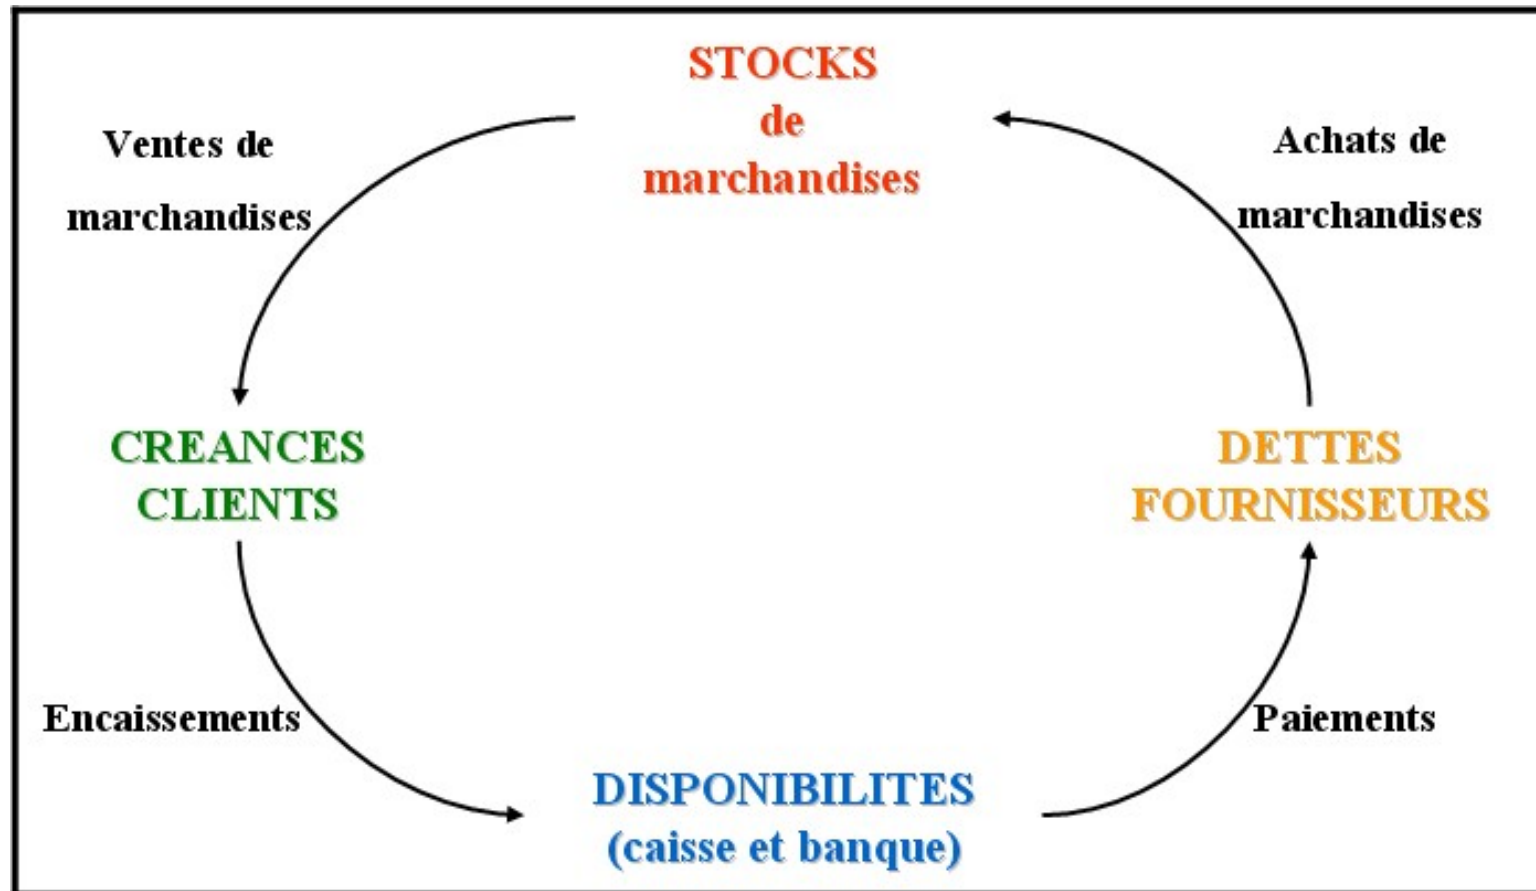 STOCKS
de
marchandises
Ventes de
marchandises
Achats de
marchandises
CREANCES
CLIENTS
DETTES
FOURNISSEURS
Encaissements
Paiements
DISPONIBILITES
(caisse et banque)